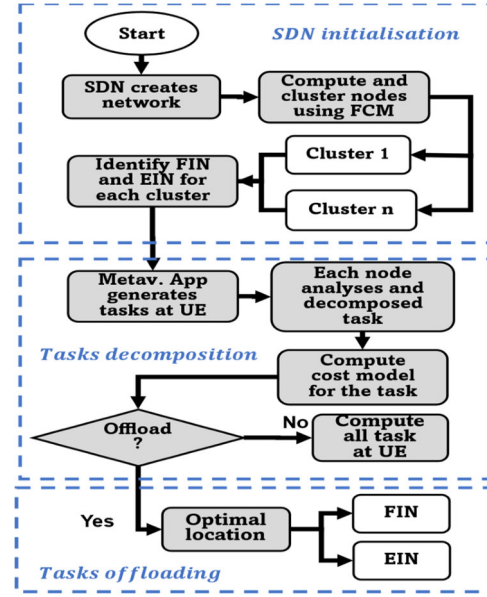 Start
SDN initialisation
SDN creates
network
Compute and
cluster nodes
using FCM
Cluster 1
Identify FIN
and EIN for
each cluster
Cluster n
Metav. App
generates
tasks at UE
Each node
analyses and
decomposed
task
Tasks decomposition
Compute
cost model
for the task
Offload
?
No
Compute
all task
at UE
Yes
Optimal
location
FIN
EIN
Tasks offloading